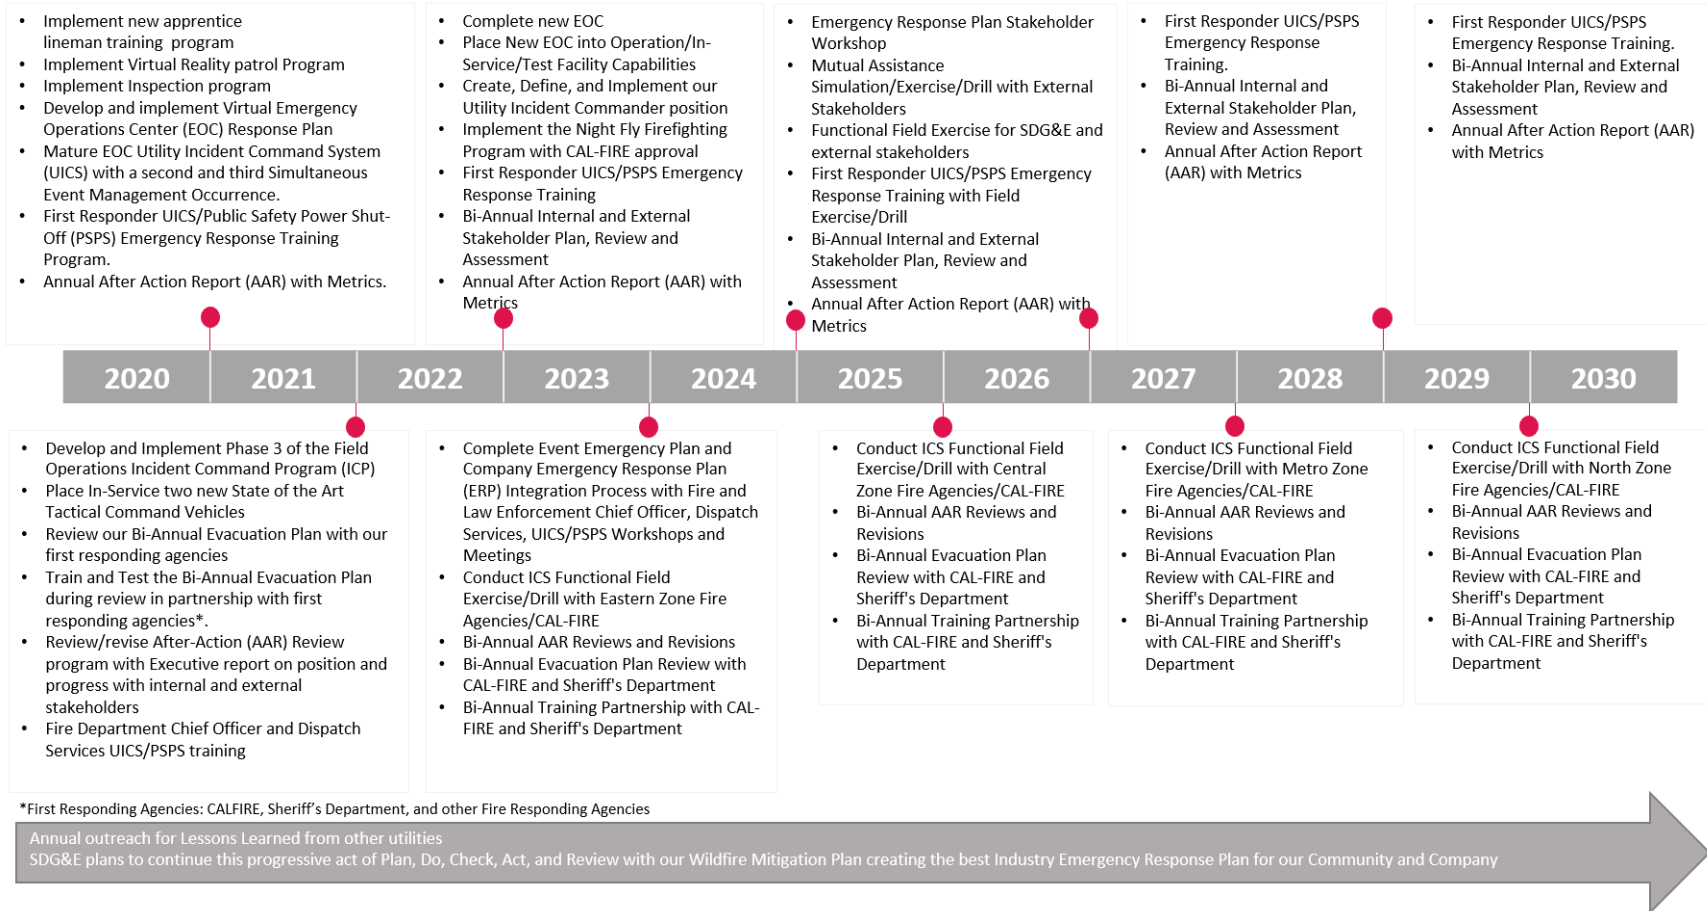 • Implement new apprentice
lineman training program
• Implement Virtual Reality patrol Program
• Implement Inspection program
• Develop and implement Virtual Emergency
Operations Center (EOC) Response Plan
• Mature EOC Utility Incident Command System
(UICS) with a second and third Simultaneous
Event Management Occurrence.
• First Responder UICS/Public Safety Power Shut-
Off (PSPS) Emergency Response Training
Program.
• Annual After Action Report (AAR) with Metrics.
• Complete new EOC
• Place New EOC into Operation/In-
Service/Test Facility Capabilities
• Create, Define, and Implement our
Utility Incident Commander position
• Implement the Night Fly Firefighting
Program with CAL-FIRE approval
• First Responder UICS/PSPS Emergency
Response Training
• Bi-Annual Internal and External
Stakeholder Plan, Review and
Assessment
• Annual After Action Report (AAR) with
Metrics
• Emergency Response Plan Stakeholder
Workshop
• Mutual Assistance
Simulation/Exercise/Drill with External
Stakeholders
• Functional Field Exercise for SDG&E and
external stakeholders
• First Responder UICS/PSPS Emergency
Response Training with Field
Exercise/Drill
• Bi-Annual Internal and External
Stakeholder Plan, Review and
Assessment
• Annual After Action Report (AAR) with
Metrics
• First Responder UICS/PSPS
Emergency Response
Training.
• Bi-Annual Internal and
External Stakeholder Plan,
Review and Assessment
• Annual After Action Report
(AAR) with Metrics
• First Responder UICS/PSPS
Emergency Response Training.
• Bi-Annual Internal and External
Stakeholder Plan, Review and
Assessment
• Annual After Action Report (AAR)
with Metrics
2020 2021 2022 2023 2024 2025 2026 2027 2028 2029 2030
• Develop and Implement Phase 3 of the Field
Operations Incident Command Program (ICP)
• Place In-Service two new State of the Art
Tactical Command Vehicles
• Review our Bi-Annual Evacuation Plan with our
first responding agencies
• Train and Test the Bi-Annual Evacuation Plan
during review in partnership with first
responding agencies*.
• Review/revise After-Action (AAR) Review
program with Executive report on position and
progress with internal and external
stakeholders
• Fire Department Chief Officer and Dispatch
Services UICS/PSPS training
• Complete Event Emergency Plan and
Company Emergency Response Plan
(ERP) Integration Process with Fire and
Law Enforcement Chief Officer, Dispatch
Services, UICS/PSPS Workshops and
Meetings
• Conduct ICS Functional Field
Exercise/Drill with Eastern Zone Fire
Agencies/CAL-FIRE
• Bi-Annual AAR Reviews and Revisions
• Bi-Annual Evacuation Plan Review with
CAL-FIRE and Sheriff's Department
• Bi-Annual Training Partnership with CAL-
FIRE and Sheriff's Department
• Conduct ICS Functional Field
Exercise/Drill with Central
Zone Fire Agencies/CAL-FIRE
• Bi-Annual AAR Reviews and
Revisions
• Bi-Annual Evacuation Plan
Review with CAL-FIRE and
Sheriff's Department
• Bi-Annual Training Partnership
with CAL-FIRE and Sheriff's
Department
• Conduct ICS Functional Field
Exercise/Drill with Metro Zone
Fire Agencies/CAL-FIRE
• Bi-Annual AAR Reviews and
Revisions
• Bi-Annual Evacuation Plan
Review with CAL-FIRE and
Sheriff's Department
• Bi-Annual Training Partnership
with CAL-FIRE and Sheriff's
Department
• Conduct ICS Functional Field
Exercise/Drill with North Zone
Fire Agencies/CAL-FIRE
• Bi-Annual AAR Reviews and
Revisions
• Bi-Annual Evacuation Plan
Review with CAL-FIRE and
Sheriff's Department
• Bi-Annual Training Partnership
with CAL-FIRE and Sheriff's
Department
*First Responding Agencies: CALFIRE, Sheriff’s Department, and other Fire Responding Agencies
Annual outreach for Lessons Learned from other utilities
SDG&E plans to continue this progressive act of Plan, Do, Check, Act, and Review with our Wildfire Mitigation Plan creating the best Industry Emergency Response Plan for our Community and Company